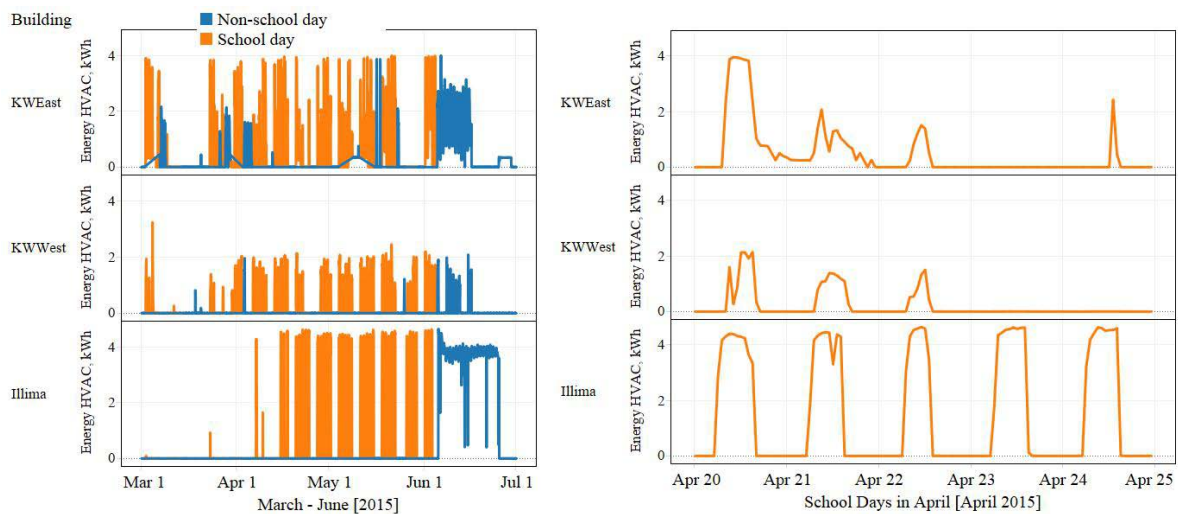 Building
Non-school day
School day
KWEast
Energy HVAC, kWh
4
2
0
KWWest
Energy HVAC, kWh
4
2
0
Illima
Energy HVAC, kWh
4
2
0
Mar 1 Apr 1 May 1 Jun 1 Jul 1
March - June [2015]
KWEast
Energy HVAC, kWh
4
2
0
KWWest
Energy HVAC, kWh
4
2
0
Illima
Energy HVAC, kWh
4
2
0
Apr 20 Apr 21 Apr 22 Apr 23 Apr 24 Apr 25
School Days in April [April 2015]